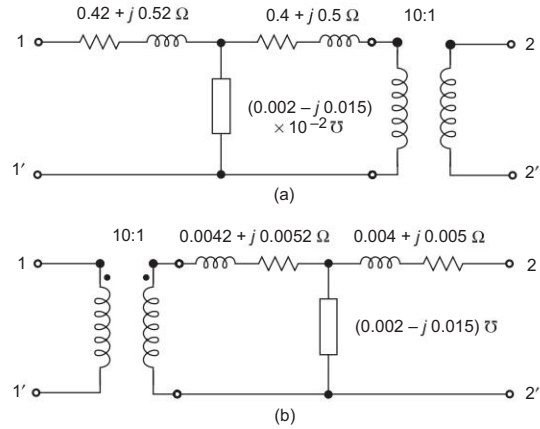 0.42 + j 0.52 Ω
0.4 + j 0.5 Ω
10:1
1
2
(0.002 – j 0.015)
× 10⁻² ℧
1′
2′
(a)
10:1
0.0042 + j 0.0052 Ω
0.004 + j 0.005 Ω
1
2
(0.002 – j 0.015) ℧
1′
2′
(b)